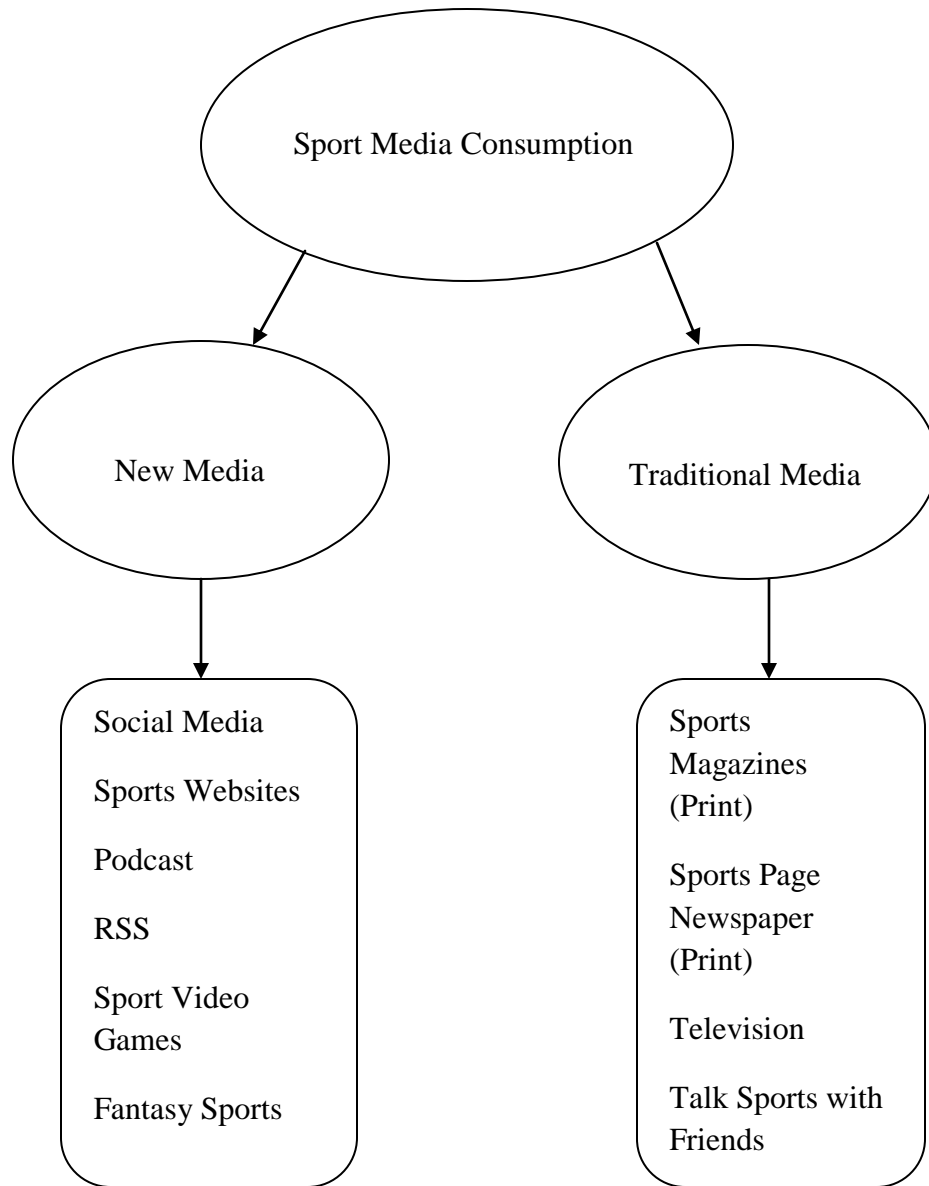 Sport Media Consumption
New Media
Traditional Media
Social Media
Sports Websites
Podcast
RSS
Sport Video
Games
Fantasy Sports
Sports
Magazines
(Print)
Sports Page
Newspaper
(Print)
Television
Talk Sports with
Friends